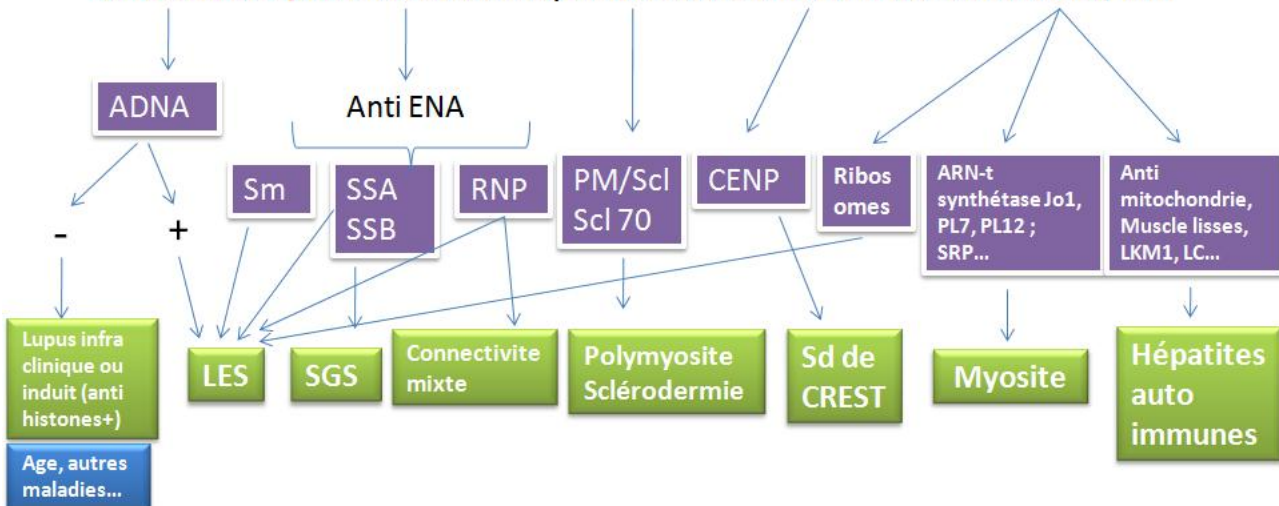 ADNA
Anti ENA
-
+
Sm
SSA
SSB
RNP
PM/Scl
Scl 70
CENP
Ribos
omes
ARN-t
synthétase Jo1,
PL7, PL12 ;
SRP...
Anti
mitochondrie,
Muscle lisses,
LKM1, LC...
Lupus infra
clinique ou
induit (anti
histones+)
LES
SGS
Connectivite
mixte
Polymyosite
Sclérodermie
Sd de
CREST
Myosite
Hépatites
auto
immunes
Age, autres
maladies...